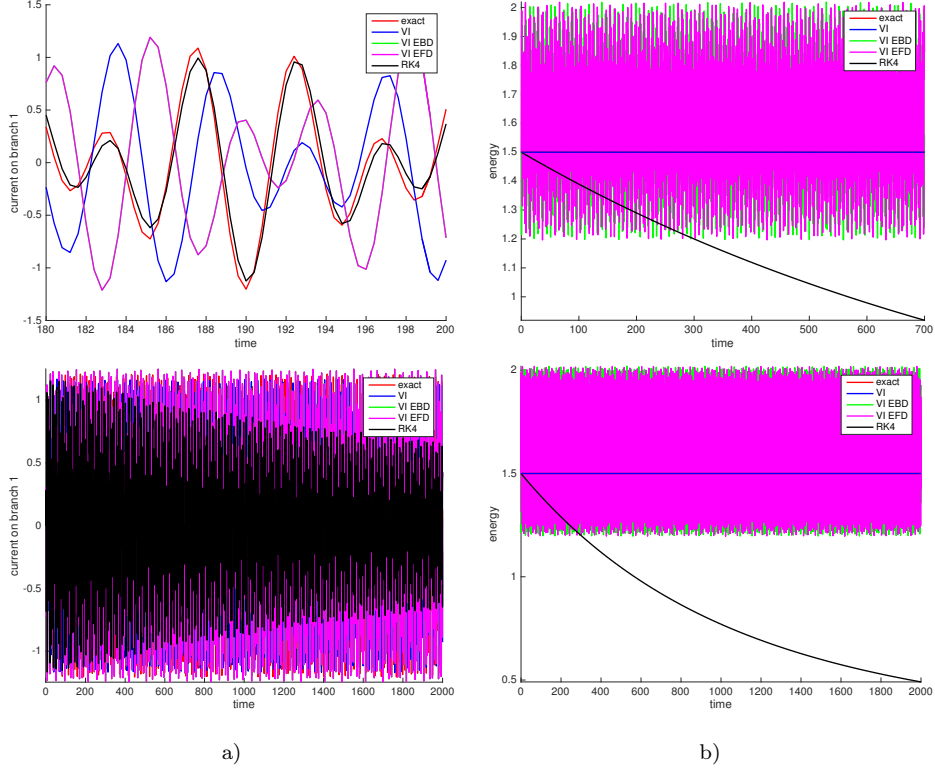 1.5
1
0.5
0
-0.5
-1
-1.5
180 182 184 186 188 190 192 194 196 198 200
time
current on branch 1
exact
VI
VI EBD
VI EFD
RK4
2
1.9
1.8
1.7
1.6
1.5
1.4
1.3
1.2
1.1
1
0 100 200 300 400 500 600 700
time
energy
exact
VI
VI EBD
VI EFD
RK4
1
0.5
0
-0.5
-1
0 200 400 600 800 1000 1200 1400 1600 1800 2000
time
current on branch 1
exact
VI
VI EBD
VI EFD
RK4
2
1.5
1
0.5
0 200 400 600 800 1000 1200 1400 1600 1800 2000
time
energy
exact
VI
VI EBD
VI EFD
RK4
a)
b)